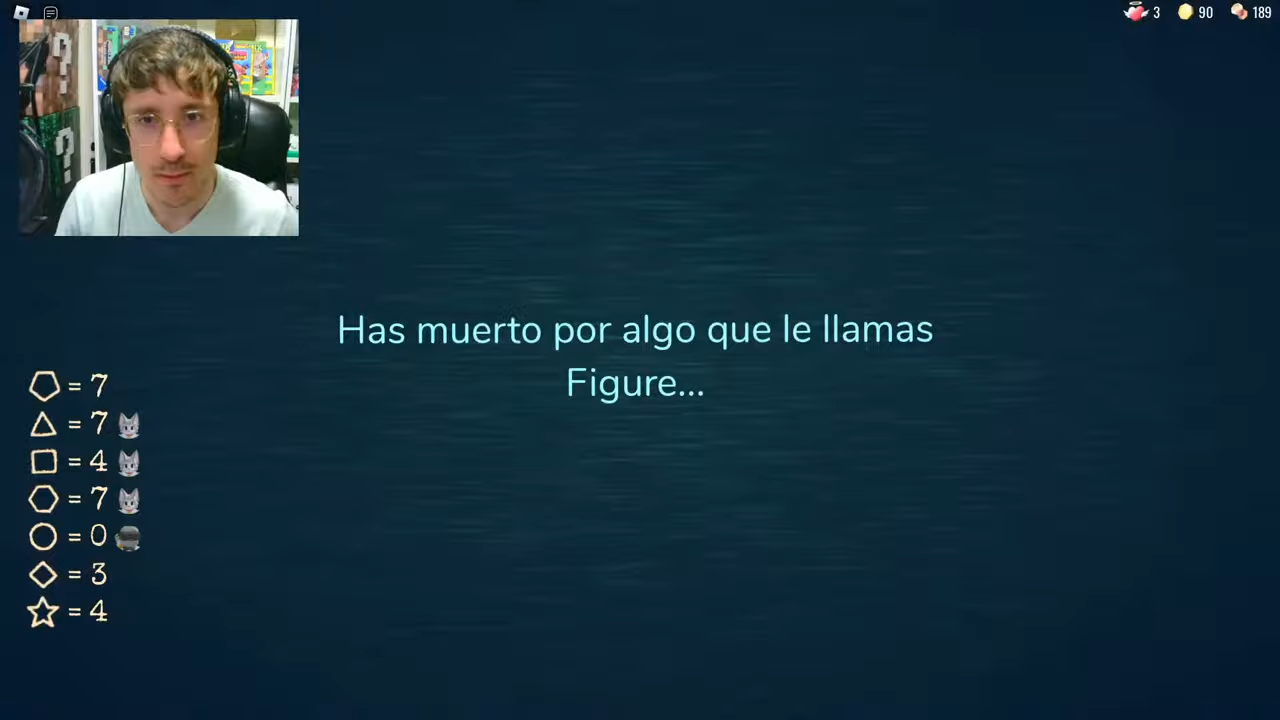 3 90 189
Has muerto por algo que le llamas
Figure...
= 7
= 7
= 4
= 7
= 0
= 3
= 4